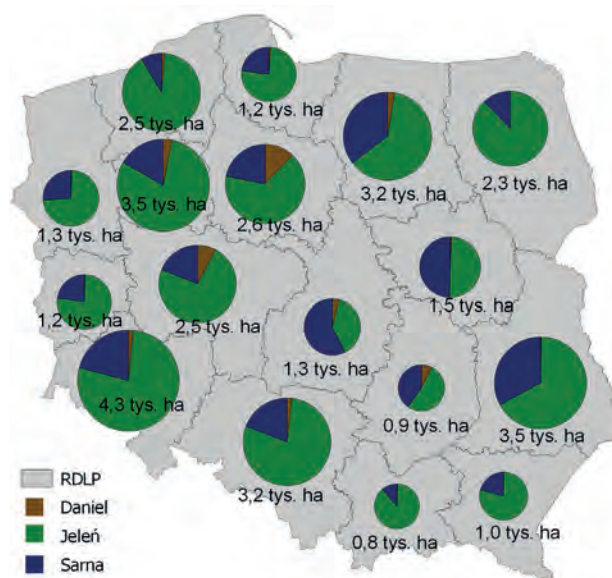 1,2 tys. ha
2,5 tys. ha
3,2 tys. ha
2,3 tys. ha
3,5 tys. ha
2,6 tys. ha
1,3 tys. ha
1,5 tys. ha
1,2 tys. ha
2,5 tys. ha
1,3 tys. ha
4,3 tys. ha
0,9 tys. ha
3,5 tys. ha
3,2 tys. ha
1,0 tys. ha
0,8 tys. ha
RDLP
Daniel
Jeleń
Sarna